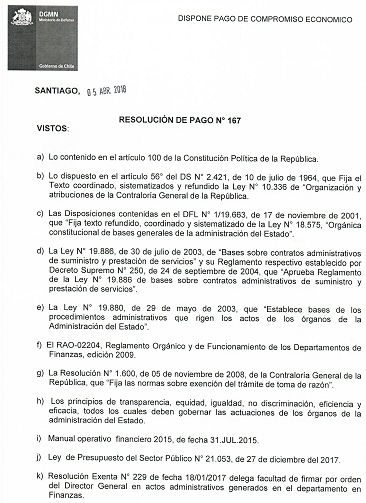 DGMN
Ministerio de Defensa
Gobierno de Chile
DISPONE PAGO DE COMPROMISO ECONOMICO
SANTIAGO, 05 ABR. 2018
RESOLUCIÓN DE PAGO N° 167
VISTOS:
a) Lo contenido en el artículo 100 de la Constitución Política de la República.
b) Lo dispuesto en el artículo 56° del DS N° 2.421, de 10 de julio de 1964, que Fija el
Texto coordinado, sistematizados y refundido la Ley N° 10.336 de "Organización y
atribuciones de la Contraloría General de la República.
c) Las Disposiciones contenidas en el DFL N° 1/19.663, de 17 de noviembre de 2001,
que "Fija texto refundido, coordinado y sistematizado de la Ley N° 18.575, "Orgánica
constitucional de bases generales de la administración del Estado".
d) La Ley N° 19.886, de 30 de julio de 2003, de "Bases sobre contratos administrativos
de suministro y prestación de servicios" y su Reglamento respectivo establecido por
Decreto Supremo N° 250, de 24 de septiembre de 2004, que "Aprueba Reglamento
de la Ley N° 19.886 de bases sobre contratos administrativos de suministro y
prestación de servicios".
e) La Ley N° 19.880, de 29 de mayo de 2003, que "Establece bases de los
procedimientos administrativos que rigen los actos de los órganos de la
Administración del Estado".
f) El RAO-02204, Reglamento Orgánico y de Funcionamiento de los Departamentos de
Finanzas, edición 2009.
g) La Resolución N° 1.600, de 05 de noviembre de 2008, de la Contraloría General de la
República, que "Fija las normas sobre exención del trámite de toma de razón".
h) Los principios de transparencia, equidad, igualdad, no discriminación, eficiencia y
eficacia, todos los cuales deben gobernar las actuaciones de los órganos de la
administración del Estado.
i) Manual operativo financiero 2015, de fecha 31.JUL.2015.
j) Ley de Presupuesto del Sector Público N° 21.053, de 27 de diciembre del 2017.
k) Resolución Exenta N° 229 de fecha 18/01/2017 delega facultad de firmar por orden
del Director General en actos administrativos generados en el departamento en
Finanzas.